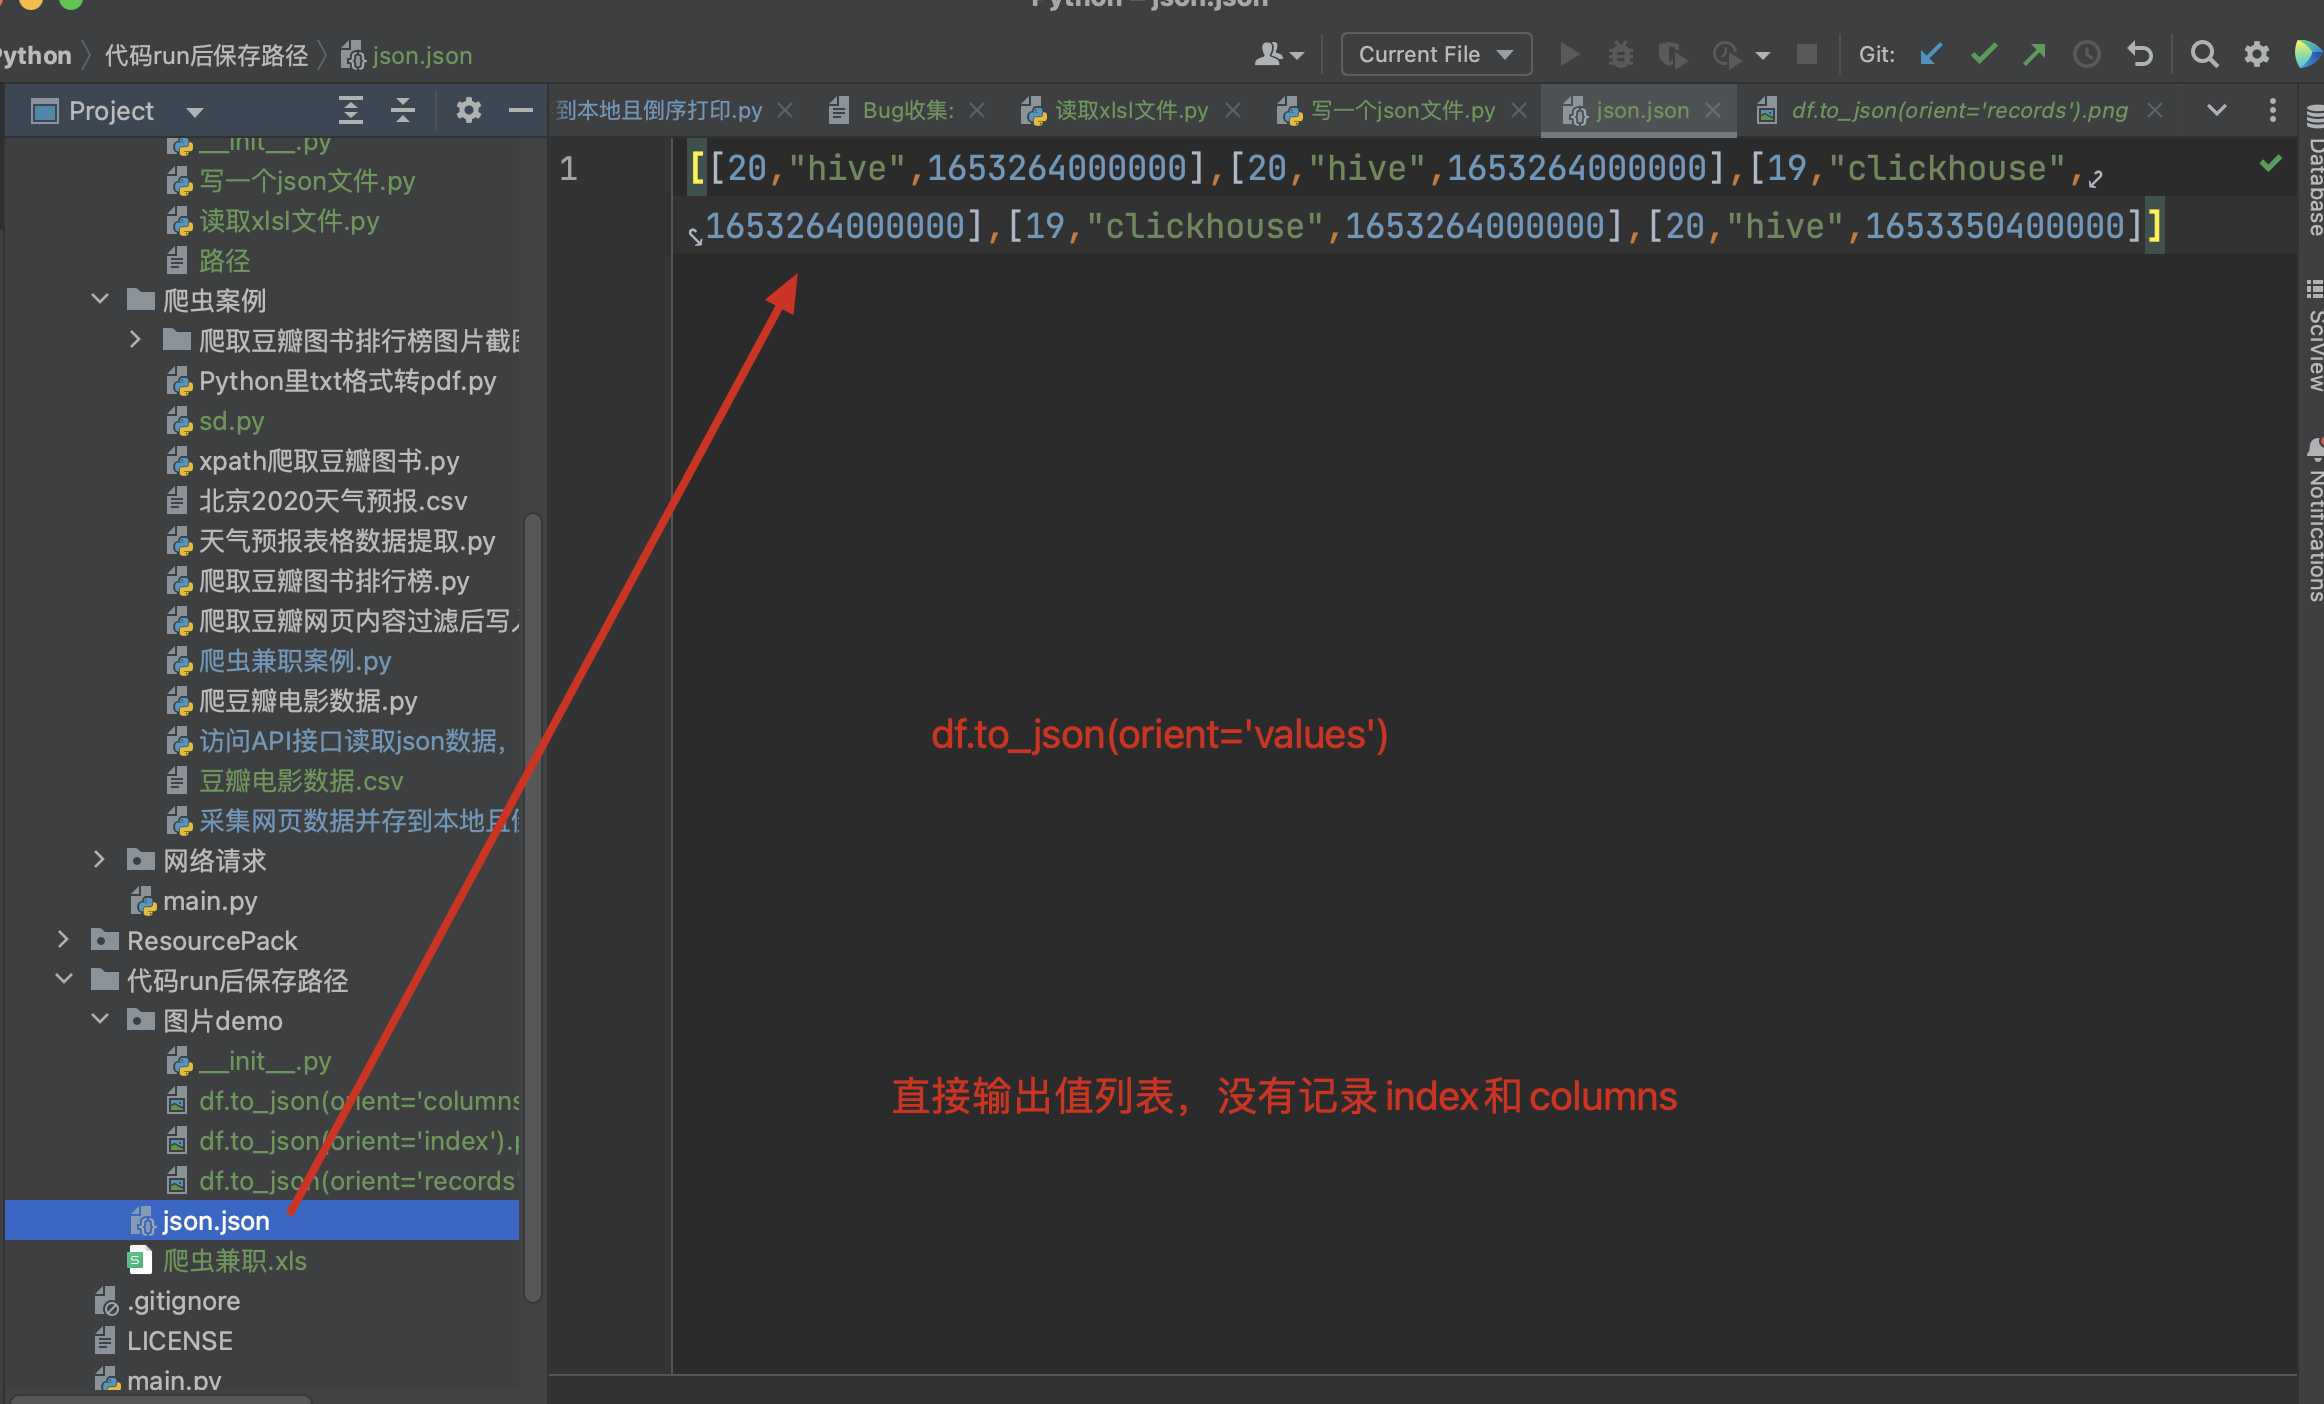 Python – json.json
Python
代码run后保存路径
json.json
Current File
Git:
Project
到本地且倒序打印.py
Bug收集:
读取xlsl文件.py
写一个json文件.py
json.json
df.to_json(orient='records').png
__init__.py
写一个json文件.py
读取xlsl文件.py
路径
爬虫案例
爬取豆瓣图书排行榜图片截
Python里txt格式转pdf.py
sd.py
xpath爬取豆瓣图书.py
北京2020天气预报.csv
天气预报表格数据提取.py
爬取豆瓣图书排行榜.py
爬取豆瓣网页内容过滤后写
爬虫兼职案例.py
爬豆瓣电影数据.py
访问API接口读取json数据,
豆瓣电影数据.csv
采集网页数据并存到本地且
网络请求
main.py
ResourcePack
代码run后保存路径
图片demo
__init__.py
df.to_json(orient='columns
df.to_json(orient='index').
df.to_json(orient='records'
json.json
爬虫兼职.xls
.gitignore
LICENSE
main.py
1
[[20,"hive",1653264000000],[20,"hive",1653264000000],[19,"clickhouse",
1653264000000],[19,"clickhouse",1653264000000],[20,"hive",1653350400000]]
df.to_json(orient='values')
直接输出值列表，没有记录index和columns
Database
SciView
Notifications